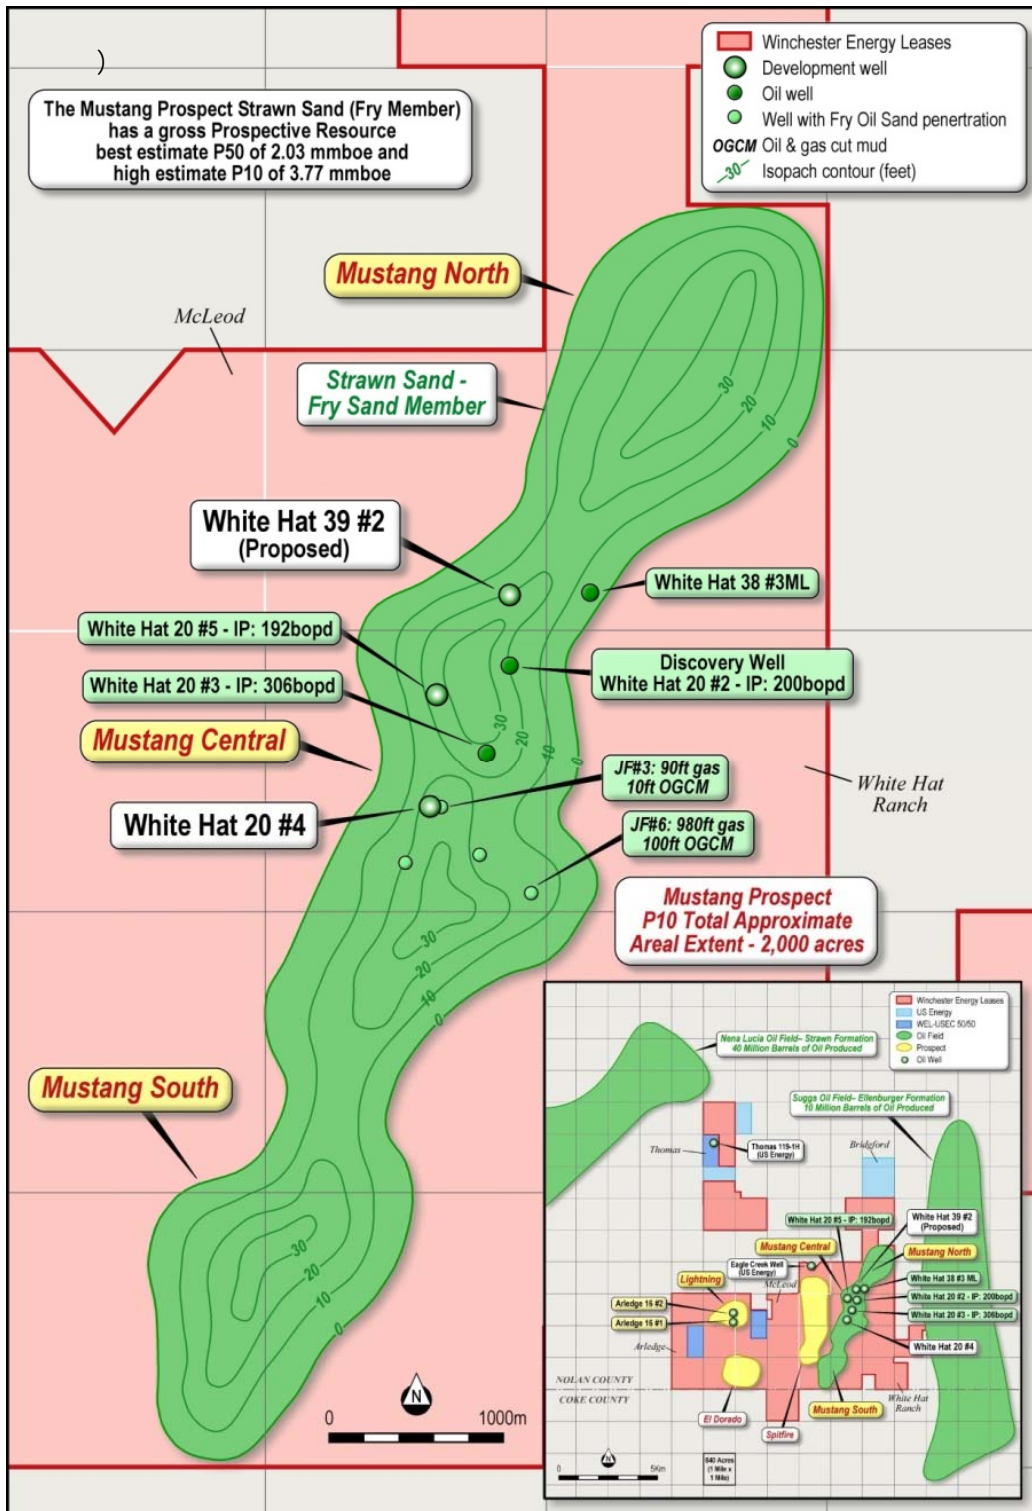 )
The Mustang Prospect Strawn Sand (Fry Member)
has a gross Prospective Resource
best estimate P50 of 2.03 mmboe and
high estimate P10 of 3.77 mmboe
Winchester Energy Leases
Development well
Oil well
Well with Fry Oil Sand penertration
OGCM Oil & gas cut mud
-30- Isopach contour (feet)
Mustang North
McLeod
Strawn Sand -
Fry Sand Member
30
20
10
0
White Hat 39 #2
(Proposed)
White Hat 38 #3ML
White Hat 20 #5 - IP: 192bopd
Discovery Well
White Hat 20 #2 - IP: 200bopd
White Hat 20 #3 - IP: 306bopd
30
20
10
0
Mustang Central
JF#3: 90ft gas
10ft OGCM
White Hat
Ranch
White Hat 20 #4
JF#6: 980ft gas
100ft OGCM
Mustang Prospect
P10 Total Approximate
Areal Extent - 2,000 acres
30
20
10
0
Mustang South
30
20
10
0
N
0 1000m
Winchester Energy Leases
US Energy
WEL-USEC 50/50
Oil Field
Prospect
Oil Well
Nena Lucia Oil Field– Strawn Formation
40 Million Barrels of Oil Produced
Suggs Oil Field– Ellenburger Formation
10 Million Barrels of Oil Produced
Thomas
Thomas 119-1H
(US Energy)
Bridgford
White Hat 20 #5 - IP: 192bopd
White Hat 39 #2
(Proposed)
Mustang Central
Mustang North
Eagle Creek Well
(US Energy)
Lightning
McLeod
White Hat 38 #3 ML
Arledge 16 #2
White Hat 20 #2 - IP: 200bopd
Arledge 16 #1
White Hat 20 #3 - IP: 306bopd
Arledge
White Hat 20 #4
NOLAN COUNTY
COKE COUNTY
White Hat
Ranch
El Dorado
Spitfire
Mustang South
N
0 5Km
640 Acres
(1 Mile x
1 Mile)